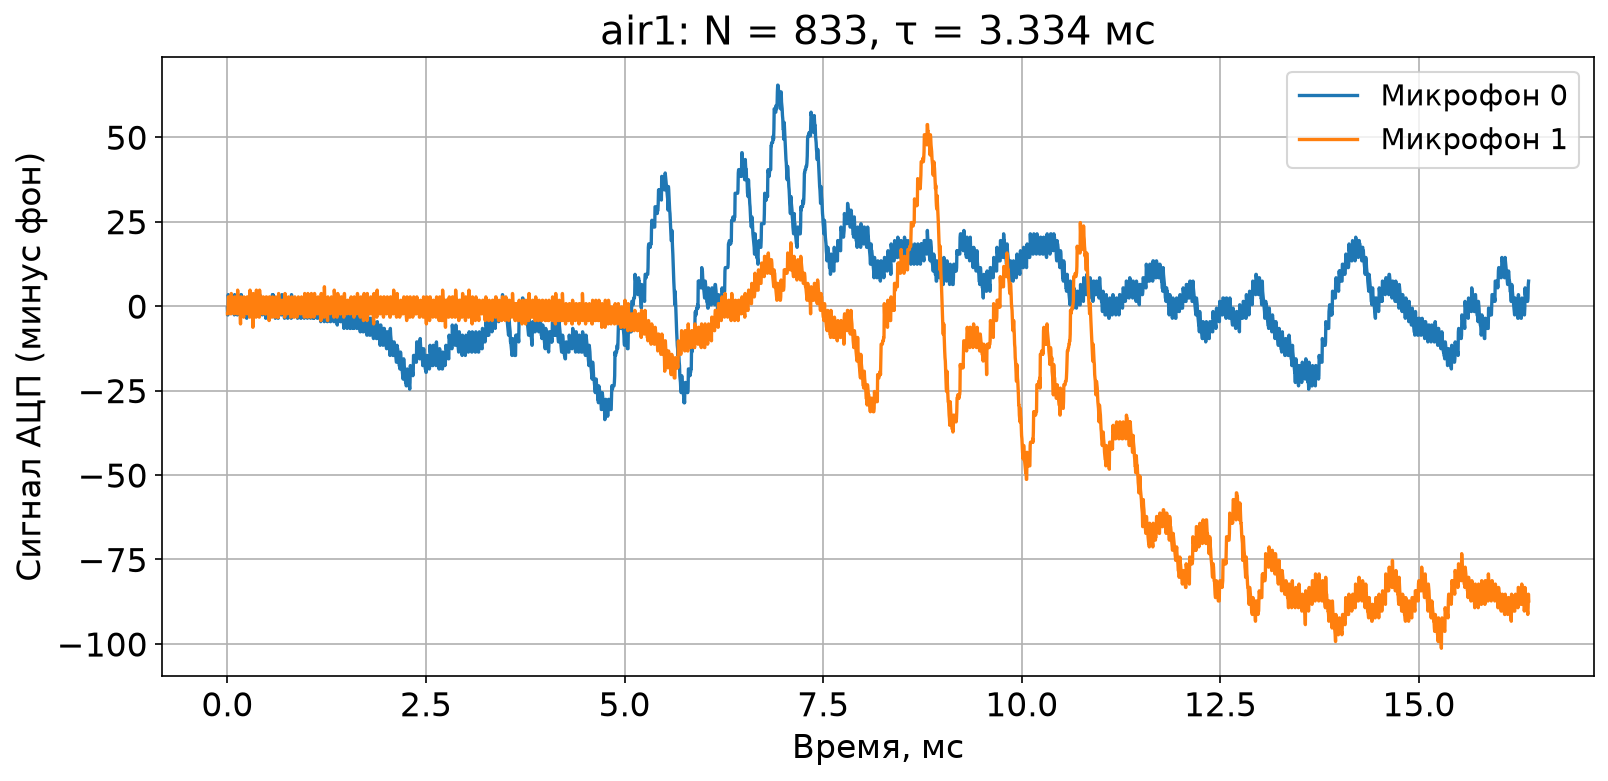 air1: N = 833, τ = 3.334 мс
Микрофон 0
Микрофон 1
Сигнал АЦП (минус фон)
50
25
0
−25
−50
−75
−100
0.0 2.5 5.0 7.5 10.0 12.5 15.0
Время, мс